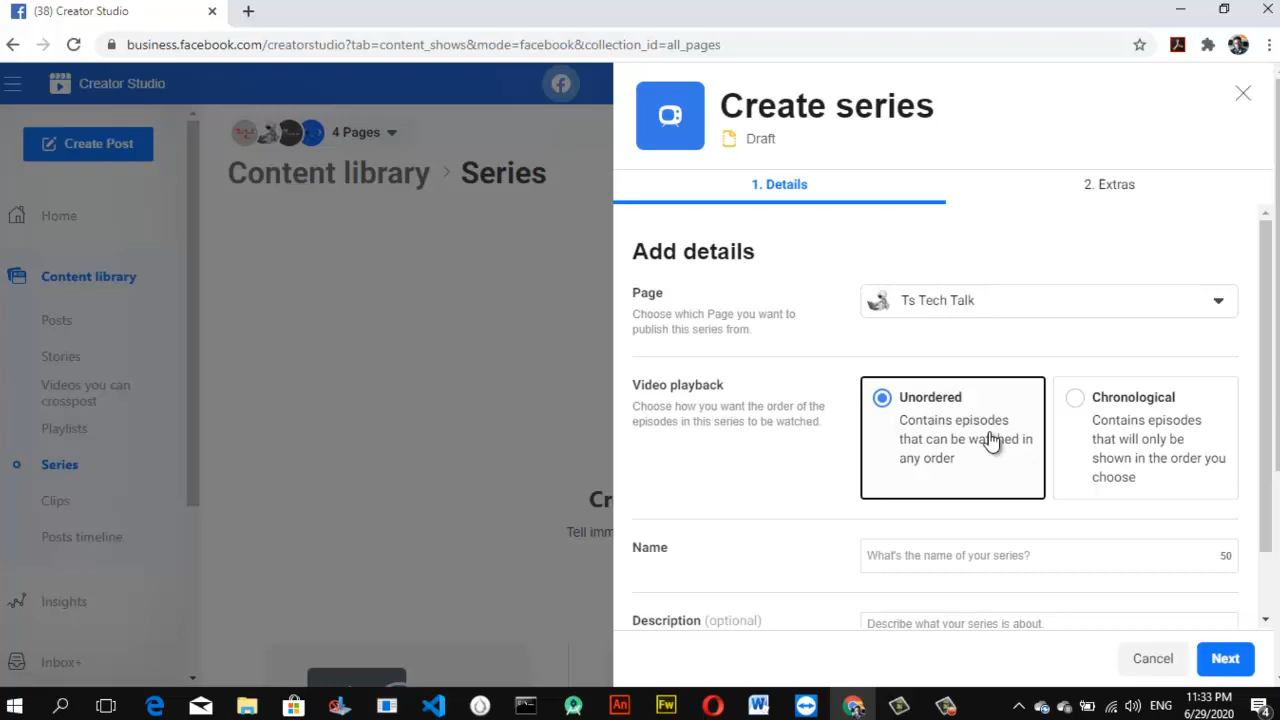 (38) Creator Studio
business.facebook.com/creatorstudio?tab=content_shows&mode=facebook&collection_id=all_pages
Creator Studio
Create Post
Home
Content library
Posts
Stories
Videos you can
crosspost
Playlists
Series
Clips
Posts timeline
Insights
Inbox+
4 Pages
Content library > Series
Cr
Tell imm
Create series
Draft
1. Details
2. Extras
Add details
Page
Choose which Page you want to
publish this series from.
Ts Tech Talk
Video playback
Choose how you want the order of the
episodes in this series to be watched.
Unordered
Contains episodes
that can be watched in
any order
Chronological
Contains episodes
that will only be
shown in the order you
choose
Name
What's the name of your series?
50
Description (optional)
Describe what your series is about.
Cancel
Next
An
Fw
ENG
11:33 PM
6/29/2020
4